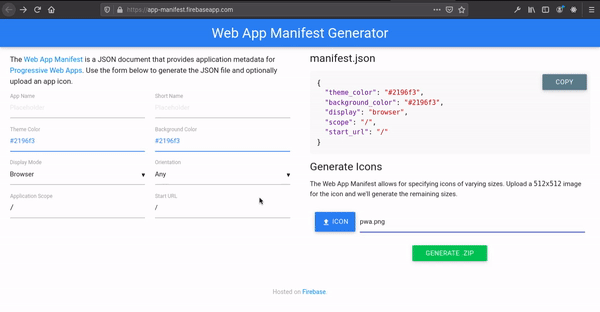 https://app-manifest.firebaseapp.com
Web App Manifest Generator
The Web App Manifest is a JSON document that provides application metadata for
Progressive Web Apps. Use the form below to generate the JSON file and optionally
upload an app icon.
App Name
Short Name
Placeholder
Placeholder
Theme Color
Background Color
#2196f3
#2196f3
Display Mode
Orientation
Browser
Any
Application Scope
Start URL
/
/
manifest.json
COPY
{
"theme_color": "#2196f3",
"background_color": "#2196f3",
"display": "browser",
"scope": "/",
"start_url": "/"
}
Generate Icons
The Web App Manifest allows for specifying icons of varying sizes. Upload a 512x512 image
for the icon and we'll generate the remaining sizes.
ICON
pwa.png
GENERATE ZIP
Hosted on Firebase